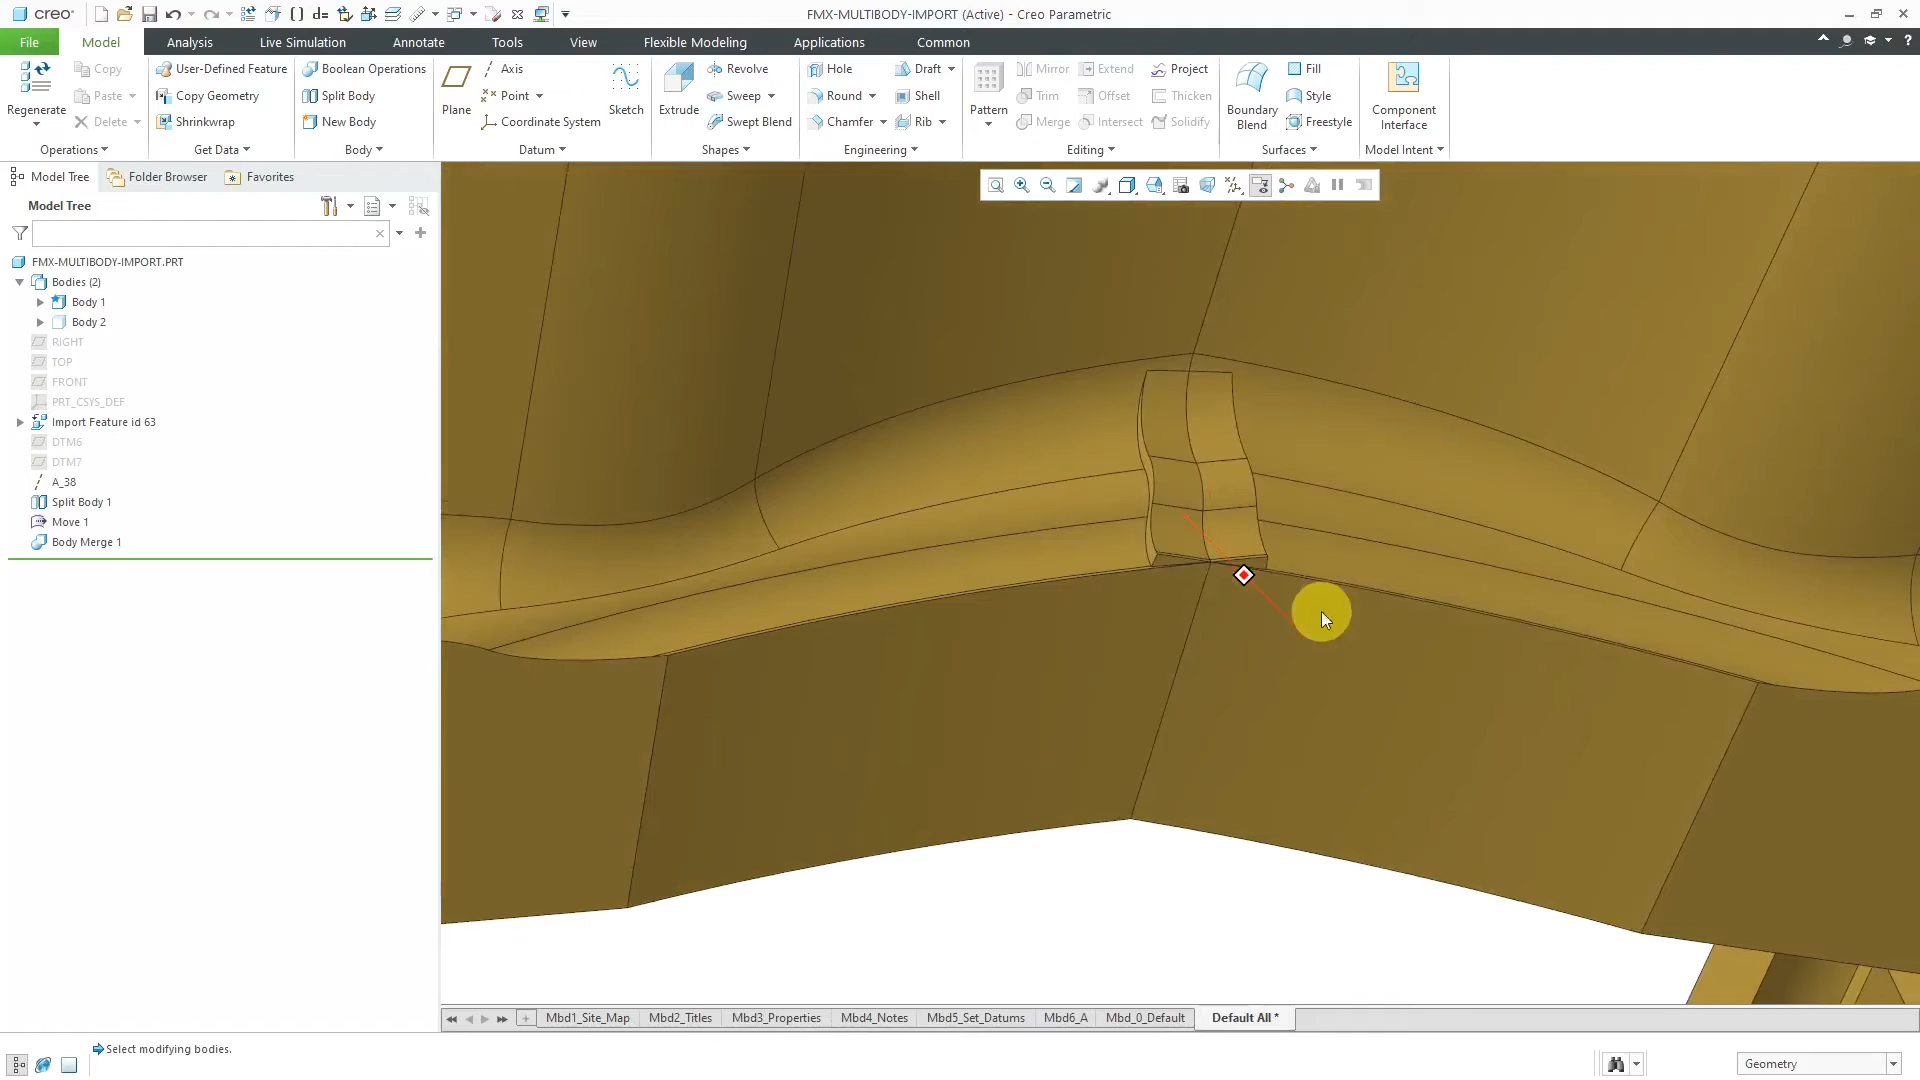 creo
FMX-MULTIBODY-IMPORT (Active) - Creo Parametric
File Model Analysis Live Simulation Annotate Tools View Flexible Modeling Applications Common
Regenerate
Copy
Paste
Delete
Operations
User-Defined Feature
Copy Geometry
Shrinkwrap
Get Data
Boolean Operations
Split Body
New Body
Body
Plane
Axis
Point
Coordinate System
Sketch
Datum
Extrude
Revolve
Sweep
Swept Blend
Shapes
Hole
Round
Chamfer
Draft
Shell
Rib
Engineering
Pattern
Mirror
Trim
Merge
Extend
Offset
Intersect
Project
Thicken
Solidify
Editing
Boundary
Blend
Fill
Style
Freestyle
Surfaces
Component
Interface
Model Intent
Model Tree Folder Browser Favorites
Model Tree
FMX-MULTIBODY-IMPORT.PRT
Bodies (2)
Body 1
Body 2
RIGHT
TOP
FRONT
PRT_CSYS_DEF
Import Feature id 63
DTM6
DTM7
A_38
Split Body 1
Move 1
Body Merge 1
Mbd1_Site_Map Mbd2_Titles Mbd3_Properties Mbd4_Notes Mbd5_Set_Datums Mbd6_A Mbd_0_Default Default All *
Select modifying bodies.
Geometry